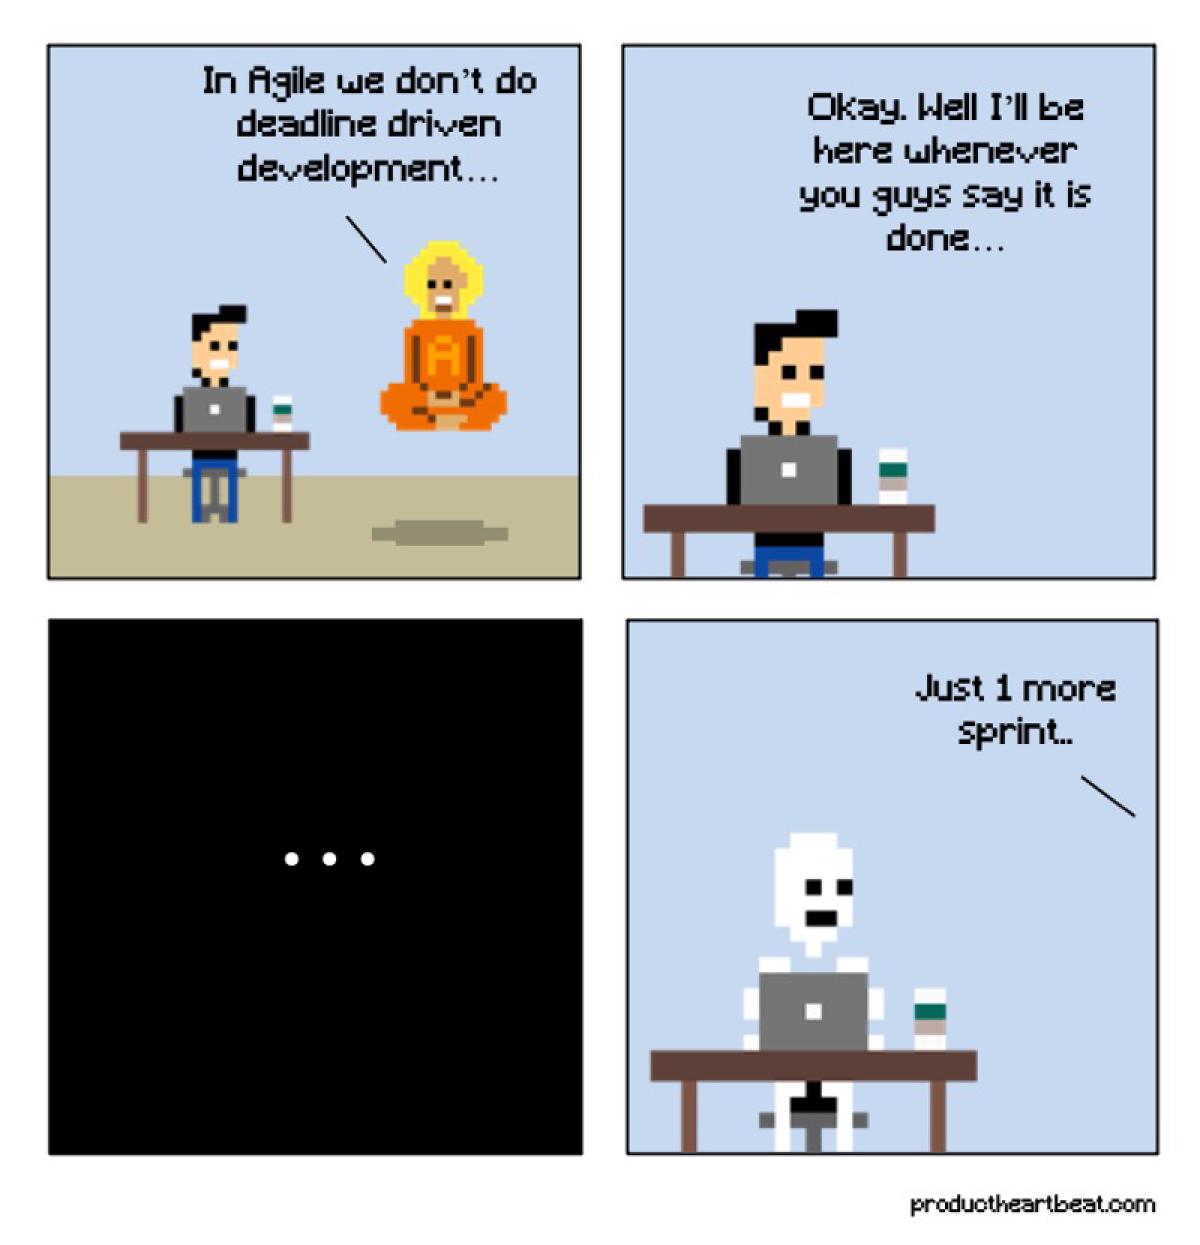 In Agile we don't do
deadline driven
development...
Okay. Well I'll be
here whenever
you guys say it is
done...
A
...
Just 1 more
sprint..
productheartbeat.com